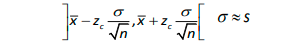 ]x̄ − z_c σ/√n, x̄ + z_c σ/√n[ σ ≈ s